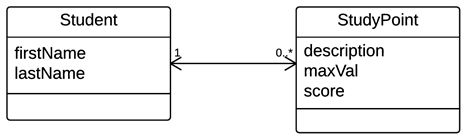 Student
firstName
lastName
1
0..*
StudyPoint
description
maxVal
score